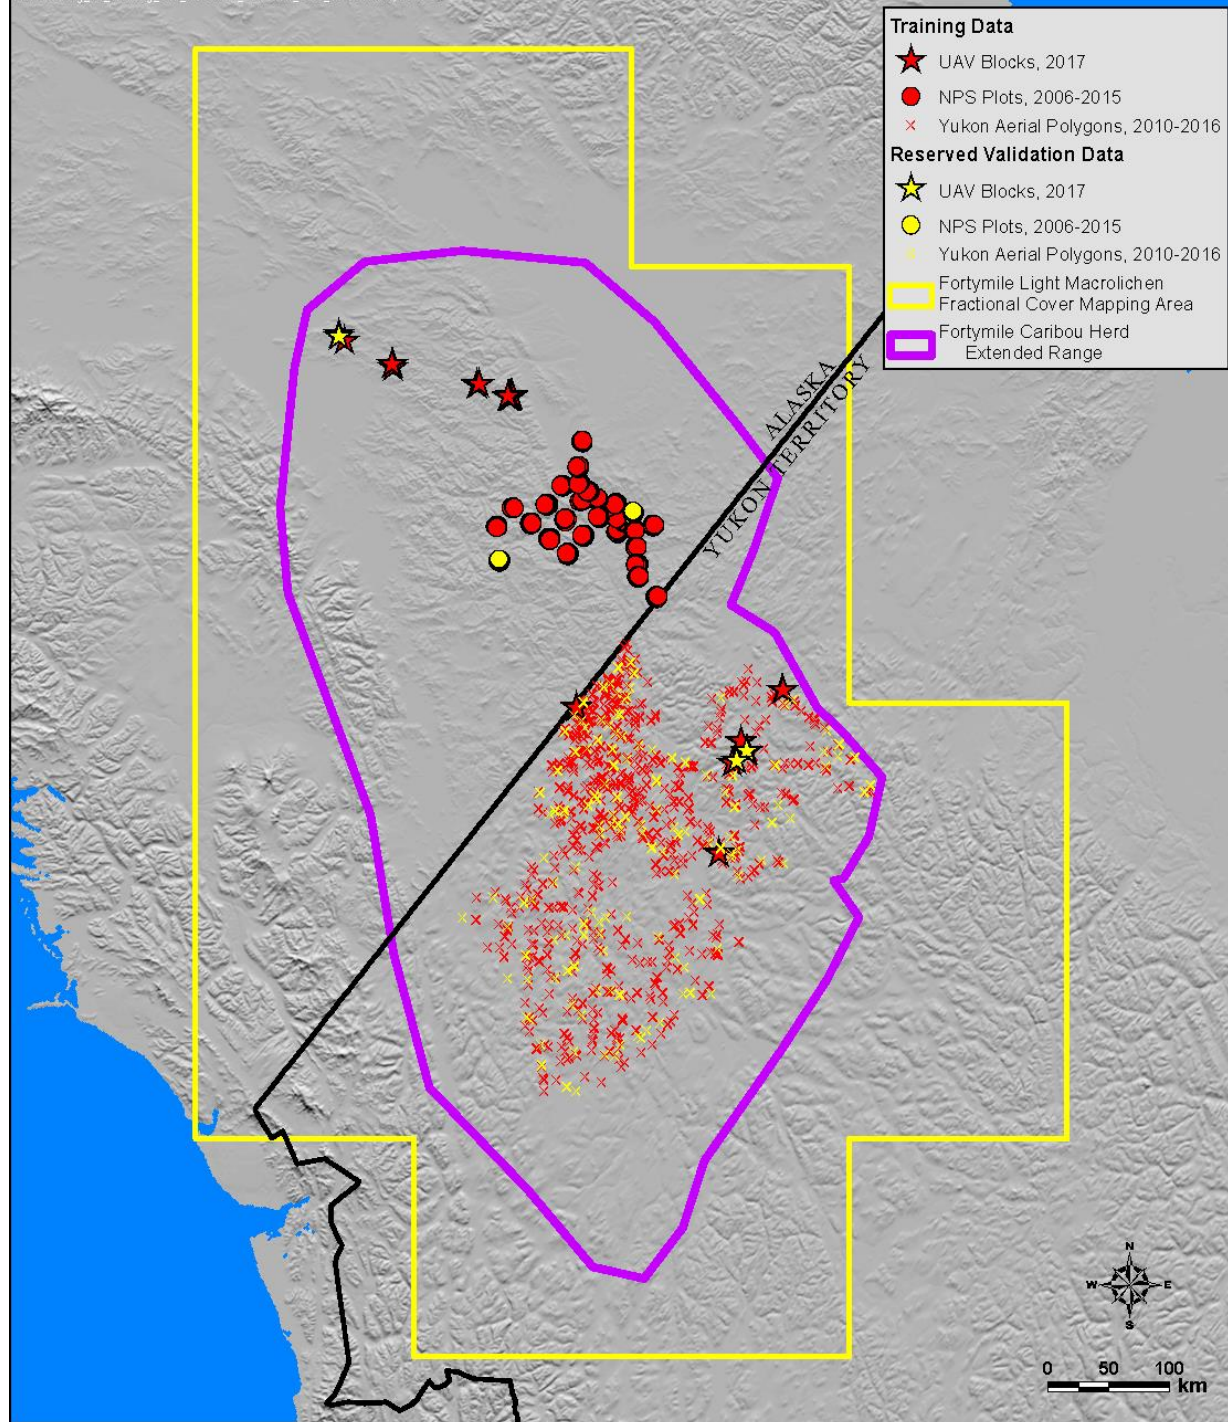 Training Data
UAV Blocks, 2017
NPS Plots, 2006-2015
Yukon Aerial Polygons, 2010-2016
Reserved Validation Data
UAV Blocks, 2017
NPS Plots, 2006-2015
Yukon Aerial Polygons, 2010-2016
Fortymile Light Macrolichen
Fractional Cover Mapping Area
Fortymile Caribou Herd
Extended Range
ALASKA
YUKON TERRITORY
N
W E
S
0 50 100
km